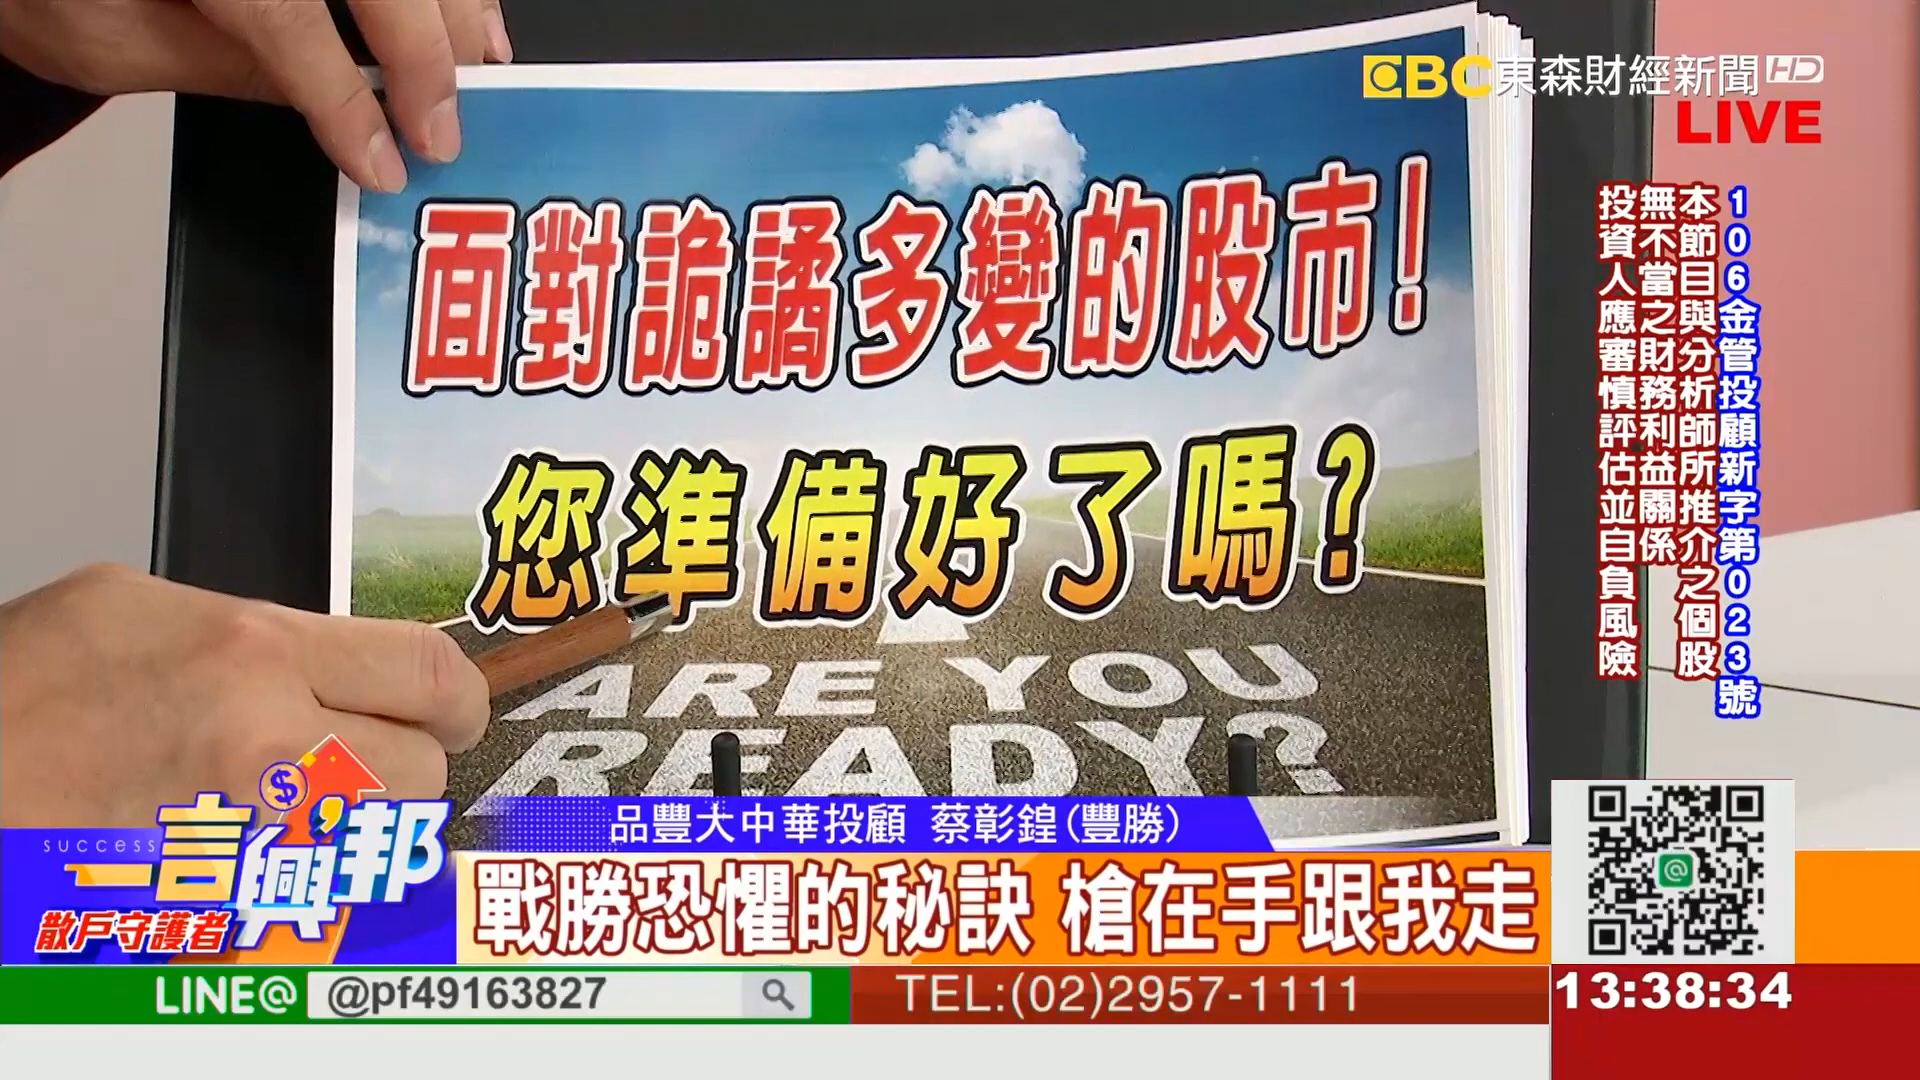 EBC東森財經新聞HD
LIVE
面對詭譎多變的股市!
您準備好了嗎?
ARE YOU
READY?
106金管投顧新字第023號
本節目與分析師所推介之個股
無不當之財務利益關係
投資人應審慎評估並自負風險
success
一言興邦
散戶守護者
品豐大中華投顧 蔡彰鍠(豐勝)
戰勝恐懼的秘訣 槍在手跟我走
LINE@ @pf49163827
TEL:(02)2957-1111
13:38:34